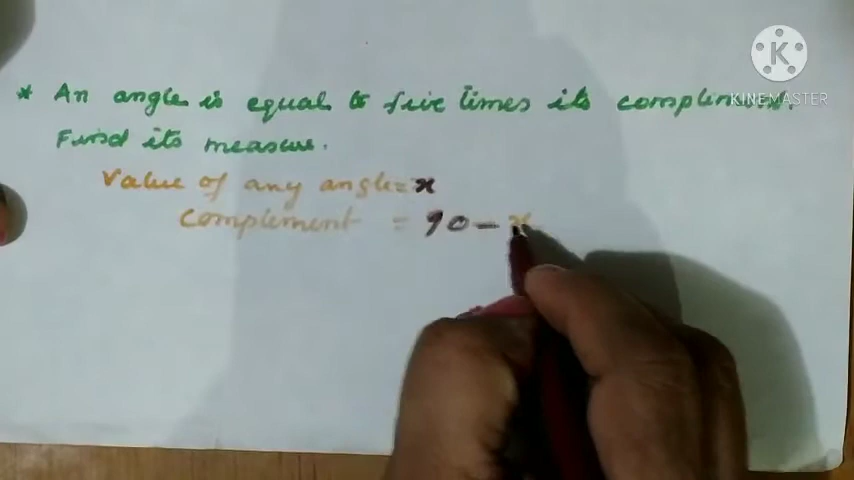 * An angle is equal to five times its complement.
Find its measure.
Value of any angle = x
complement = 90 - x
K
KINEMASTER